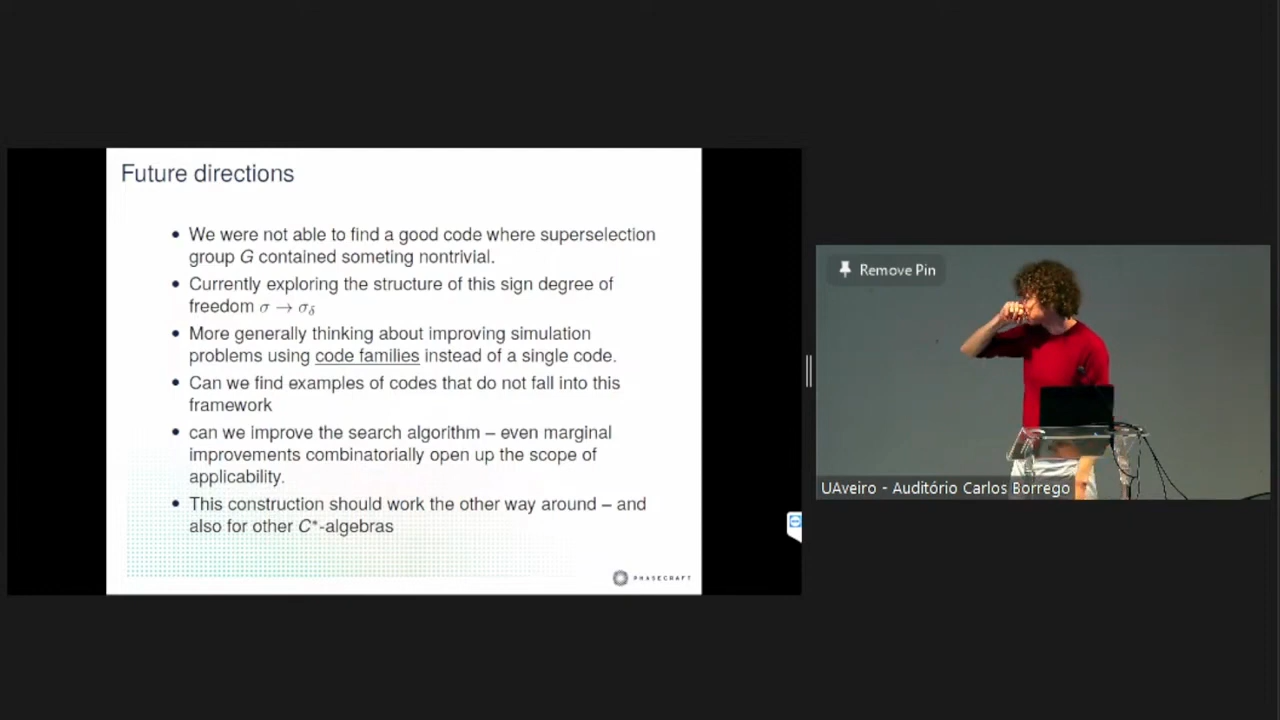 Future directions
• We were not able to find a good code where superselection
group G contained someting nontrivial.
• Currently exploring the structure of this sign degree of
freedom σ → σ_δ
• More generally thinking about improving simulation
problems using code families instead of a single code.
• Can we find examples of codes that do not fall into this
framework
• can we improve the search algorithm – even marginal
improvements combinatorially open up the scope of
applicability.
• This construction should work the other way around – and
also for other C*-algebras
PHASECRAFT
Remove Pin
UAveiro - Auditório Carlos Borrego